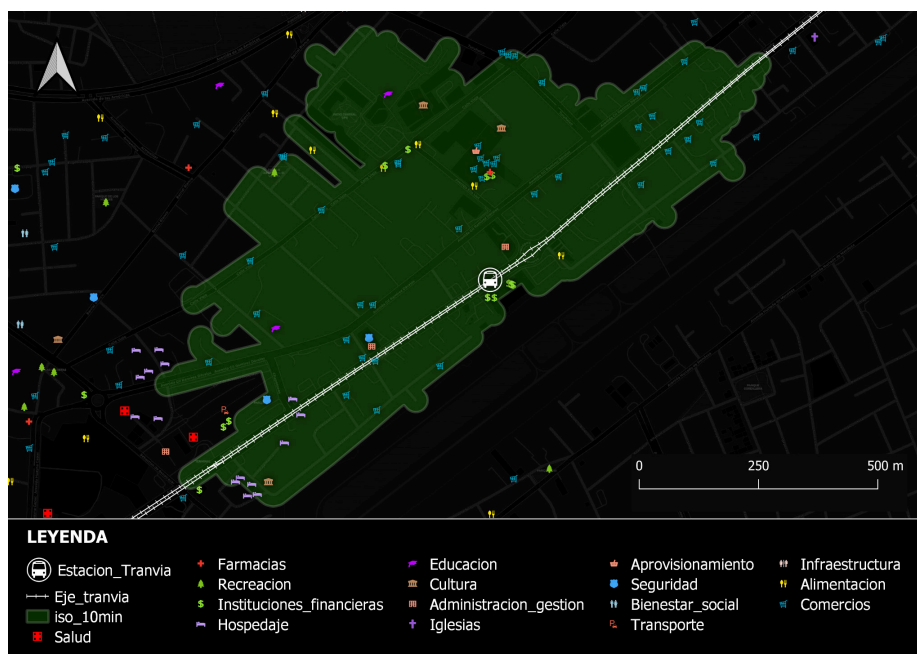 0 250 500 m
LEYENDA
Estacion_Tranvia
Eje_tranvia
iso_10min
Salud
Farmacias
Recreacion
Instituciones_financieras
Hospedaje
Educacion
Cultura
Administracion_gestion
Iglesias
Aprovisionamiento
Seguridad
Bienestar_social
Transporte
Infraestructura
Alimentacion
Comercios